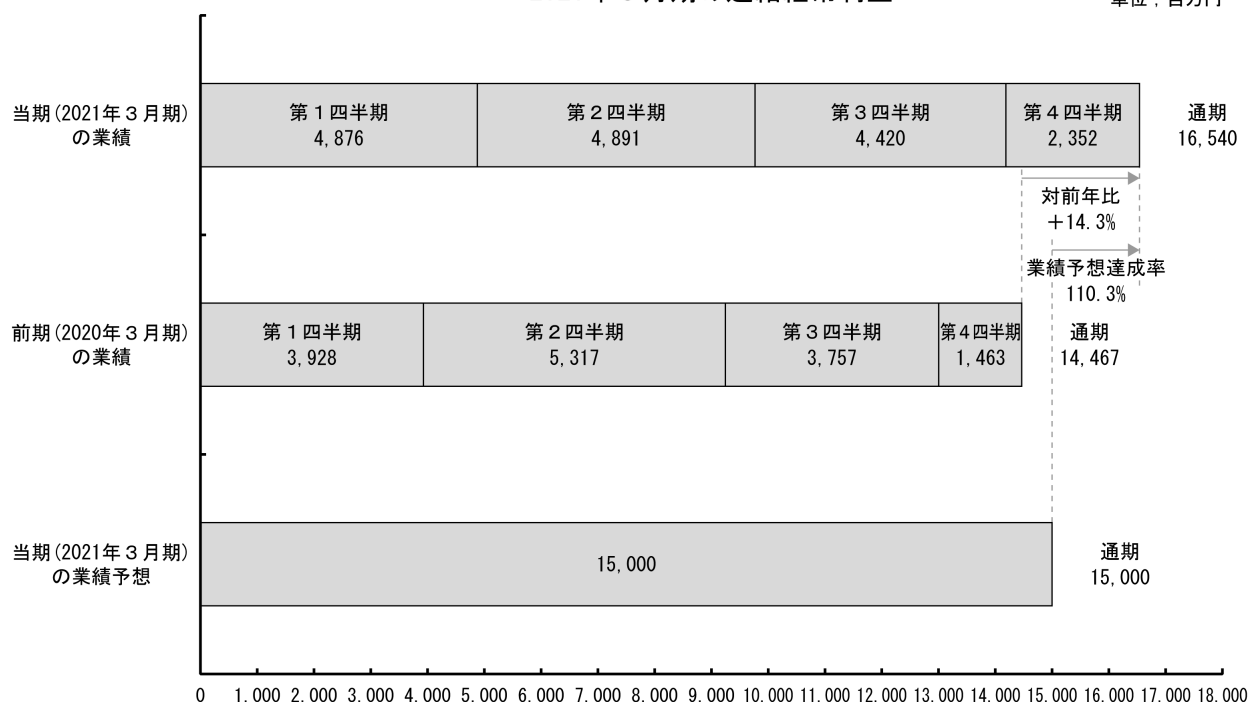 当期(2021年３月期)
の業績
第１四半期
4,876
第２四半期
4,891
第３四半期
4,420
第４四半期
2,352
通期
16,540
対前年比
＋14.3%
業績予想達成率
110.3%
前期(2020年３月期)
の業績
第１四半期
3,928
第２四半期
5,317
第３四半期
3,757
第４四半期
1,463
通期
14,467
当期(2021年３月期)
の業績予想
15,000
通期
15,000
0 1,000 2,000 3,000 4,000 5,000 6,000 7,000 8,000 9,000 10,000 11,000 12,000 13,000 14,000 15,000 16,000 17,000 18,000